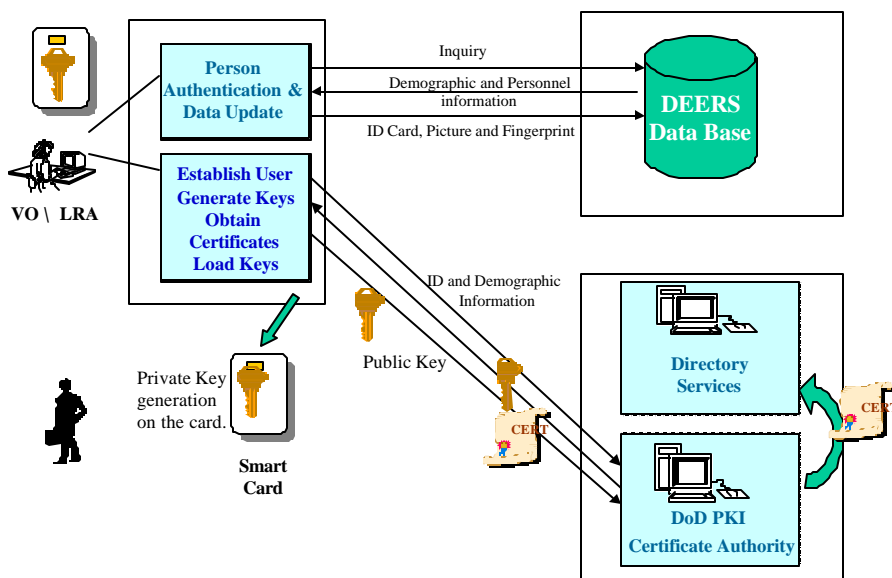 Person
Authentication &
Data Update
Inquiry
Demographic and Personnel
information
ID Card, Picture and Fingerprint
DEERS
Data Base
VO \ LRA
Establish User
Generate Keys
Obtain
Certificates
Load Keys
ID and Demographic
Information
Public Key
Private Key
generation
on the card.
Smart
Card
CERT
Directory
Services
CERT
DoD PKI
Certificate Authority